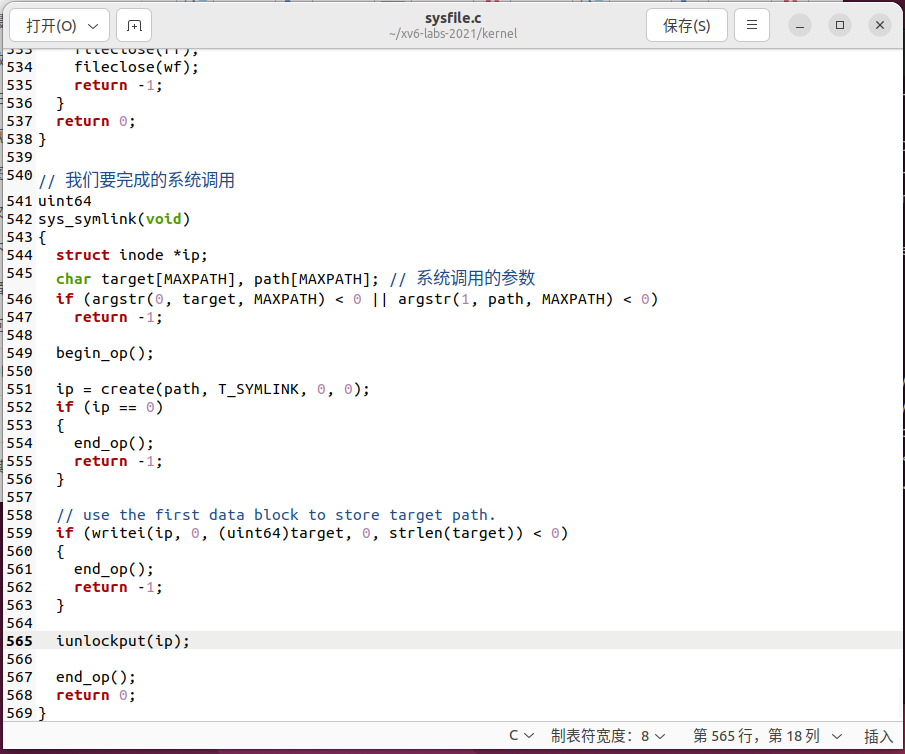 打开(O)
sysfile.c
~/xv6-labs-2021/kernel
保存(S)
534     fileclose(wf);
535     return -1;
536   }
537   return 0;
538 }
539
540 // 我们要完成的系统调用
541 uint64
542 sys_symlink(void)
543 {
544   struct inode *ip;
545   char target[MAXPATH], path[MAXPATH]; // 系统调用的参数
546   if (argstr(0, target, MAXPATH) < 0 || argstr(1, path, MAXPATH) < 0)
547     return -1;
548
549   begin_op();
550
551   ip = create(path, T_SYMLINK, 0, 0);
552   if (ip == 0)
553   {
554     end_op();
555     return -1;
556   }
557
558   // use the first data block to store target path.
559   if (writei(ip, 0, (uint64)target, 0, strlen(target)) < 0)
560   {
561     end_op();
562     return -1;
563   }
564
565   iunlockput(ip);
566
567   end_op();
568   return 0;
569 }
C 制表符宽度：8 第 565 行，第 18 列 插入